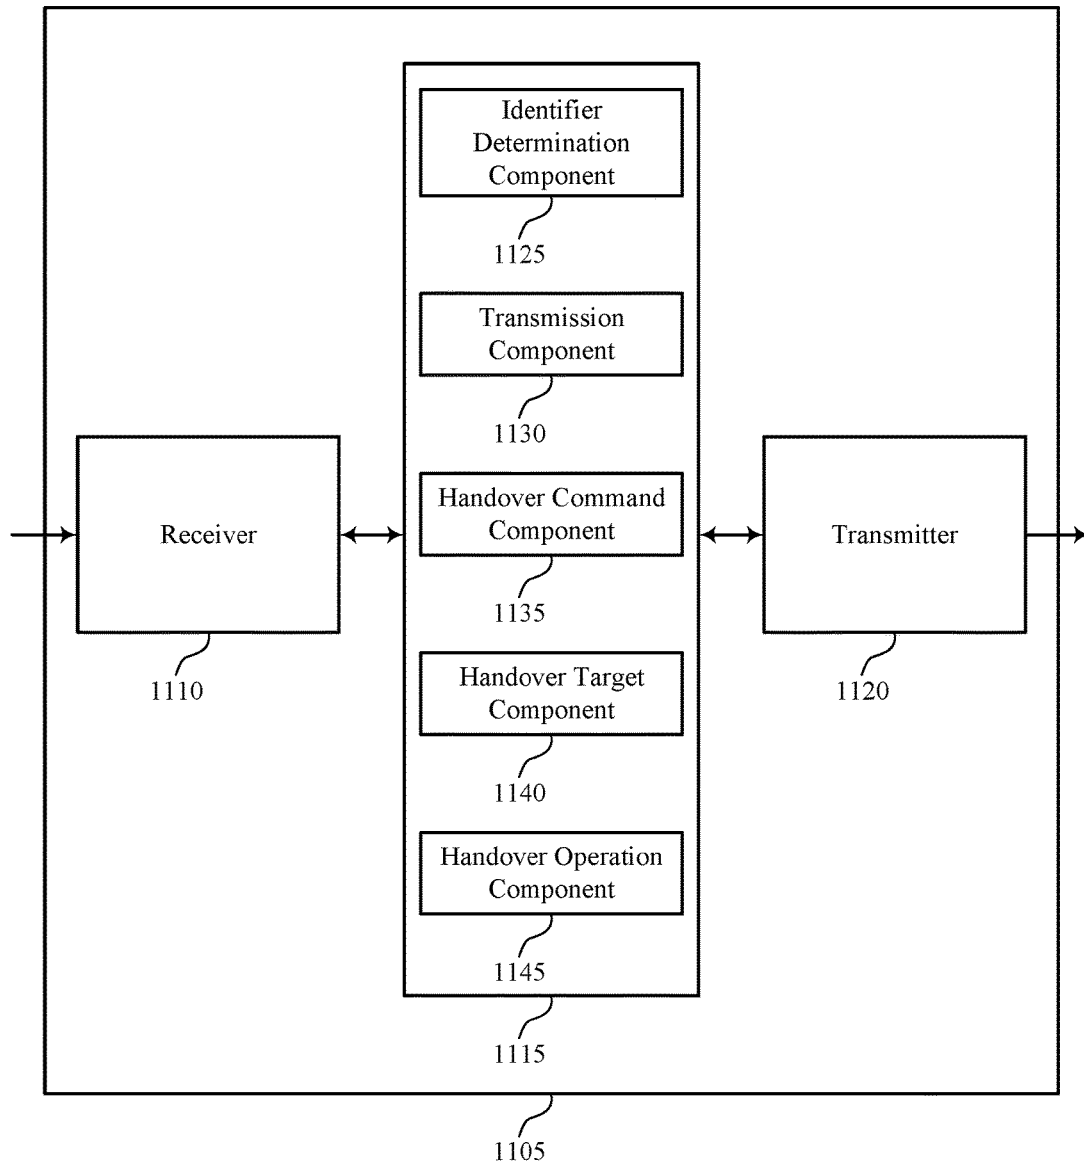 Identifier
Determination
Component
1125
Transmission
Component
1130
Handover Command
Component
1135
Receiver
1110
Transmitter
1120
Handover Target
Component
1140
Handover Operation
Component
1145
1115
1105